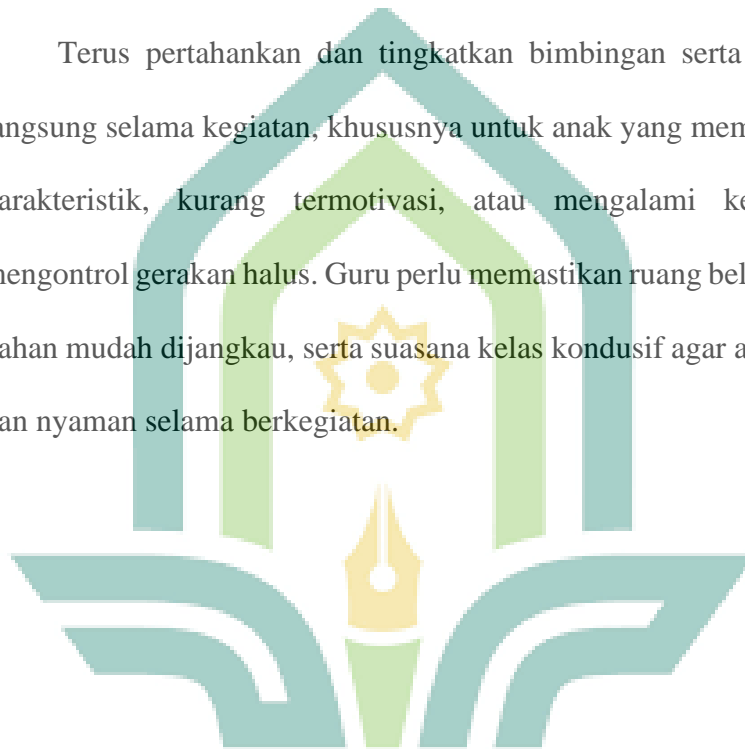 Terus pertahankan dan tingkatkan bimbingan serta
angsung selama kegiatan, khususnya untuk anak yang mem
arakteristik, kurang termotivasi, atau mengalami ke
mengontrol gerakan halus. Guru perlu memastikan ruang bel
ahan mudah dijangkau, serta suasana kelas kondusif agar a
an nyaman selama berkegiatan.